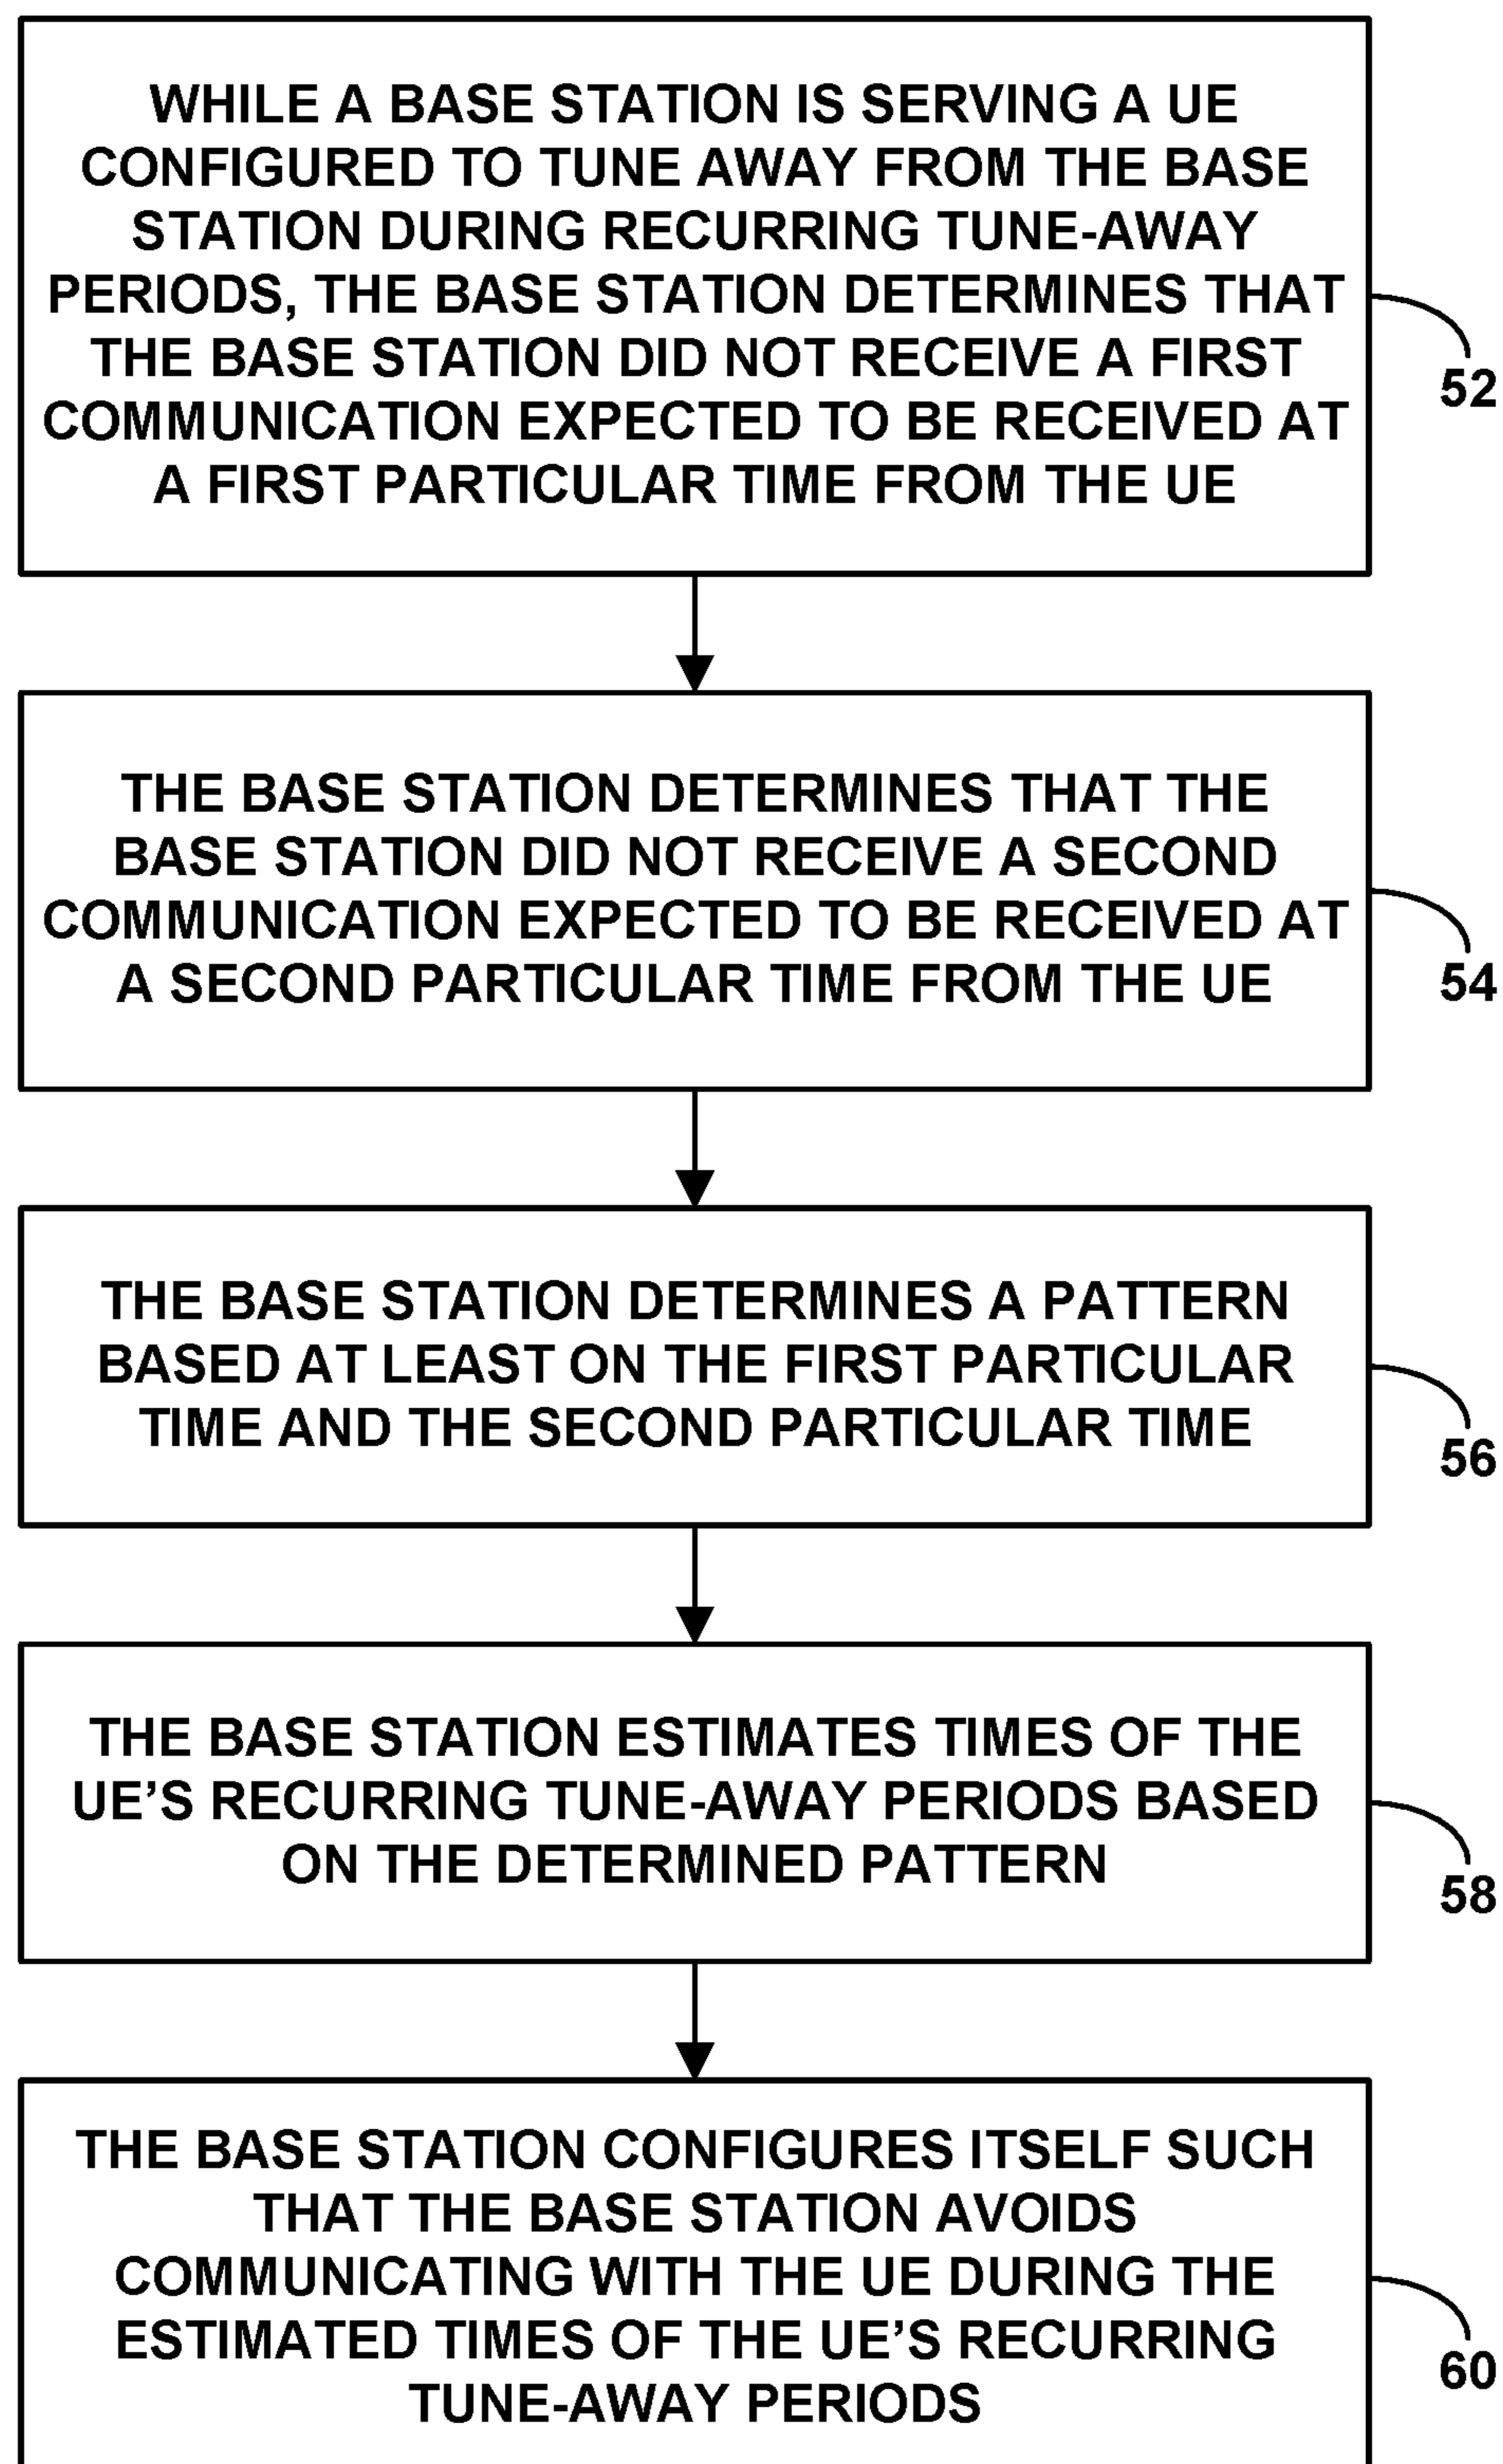 WHILE A BASE STATION IS SERVING A UE
CONFIGURED TO TUNE AWAY FROM THE BASE
STATION DURING RECURRING TUNE-AWAY
PERIODS, THE BASE STATION DETERMINES THAT
THE BASE STATION DID NOT RECEIVE A FIRST
COMMUNICATION EXPECTED TO BE RECEIVED AT
A FIRST PARTICULAR TIME FROM THE UE
52
THE BASE STATION DETERMINES THAT THE
BASE STATION DID NOT RECEIVE A SECOND
COMMUNICATION EXPECTED TO BE RECEIVED AT
A SECOND PARTICULAR TIME FROM THE UE
54
THE BASE STATION DETERMINES A PATTERN
BASED AT LEAST ON THE FIRST PARTICULAR
TIME AND THE SECOND PARTICULAR TIME
56
THE BASE STATION ESTIMATES TIMES OF THE
UE’S RECURRING TUNE-AWAY PERIODS BASED
ON THE DETERMINED PATTERN
58
THE BASE STATION CONFIGURES ITSELF SUCH
THAT THE BASE STATION AVOIDS
COMMUNICATING WITH THE UE DURING THE
ESTIMATED TIMES OF THE UE’S RECURRING
TUNE-AWAY PERIODS
60